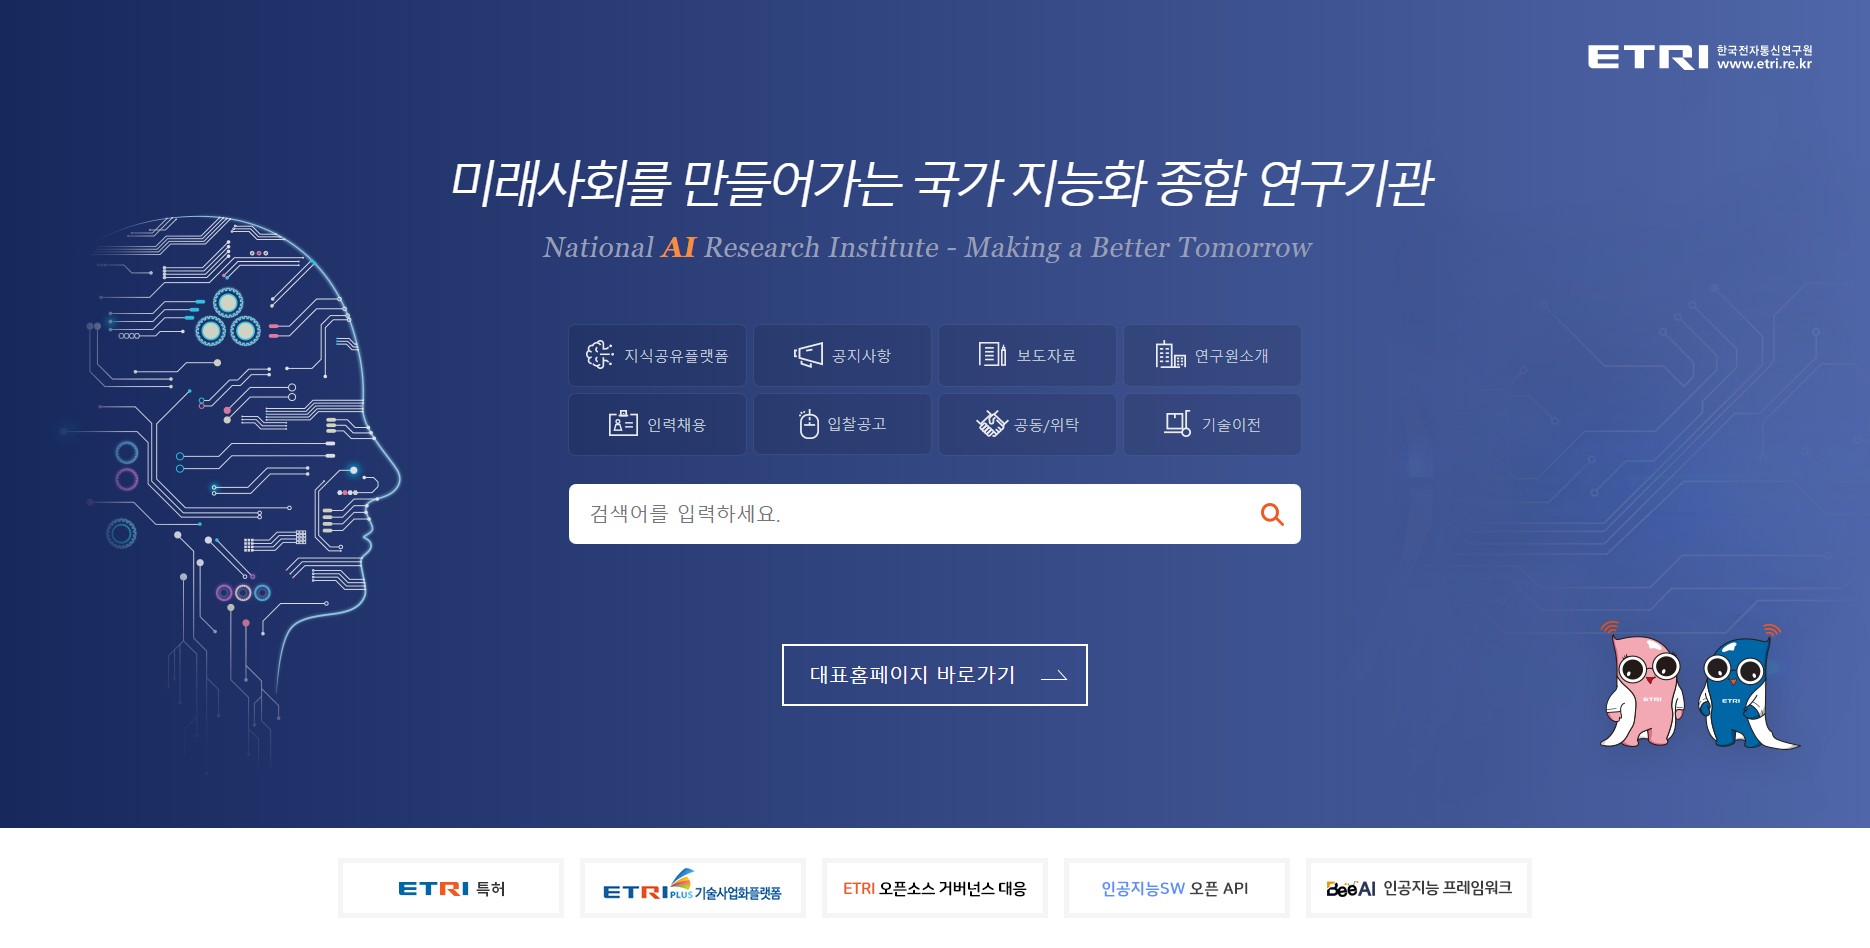 ETRI 한국전자통신연구원
www.etri.re.kr
미래사회를 만들어가는 국가 지능화 종합 연구기관
National AI Research Institute - Making a Better Tomorrow
지식공유플랫폼
공지사항
보도자료
연구원소개
인력채용
입찰공고
공동/위탁
기술이전
검색어를 입력하세요.
대표홈페이지 바로가기
ETRI
ETRI
ETRI 특허
ETRI PLUS 기술사업화플랫폼
ETRI 오픈소스 거버넌스 대응
인공지능SW 오픈 API
BeeAI 인공지능 프레임워크